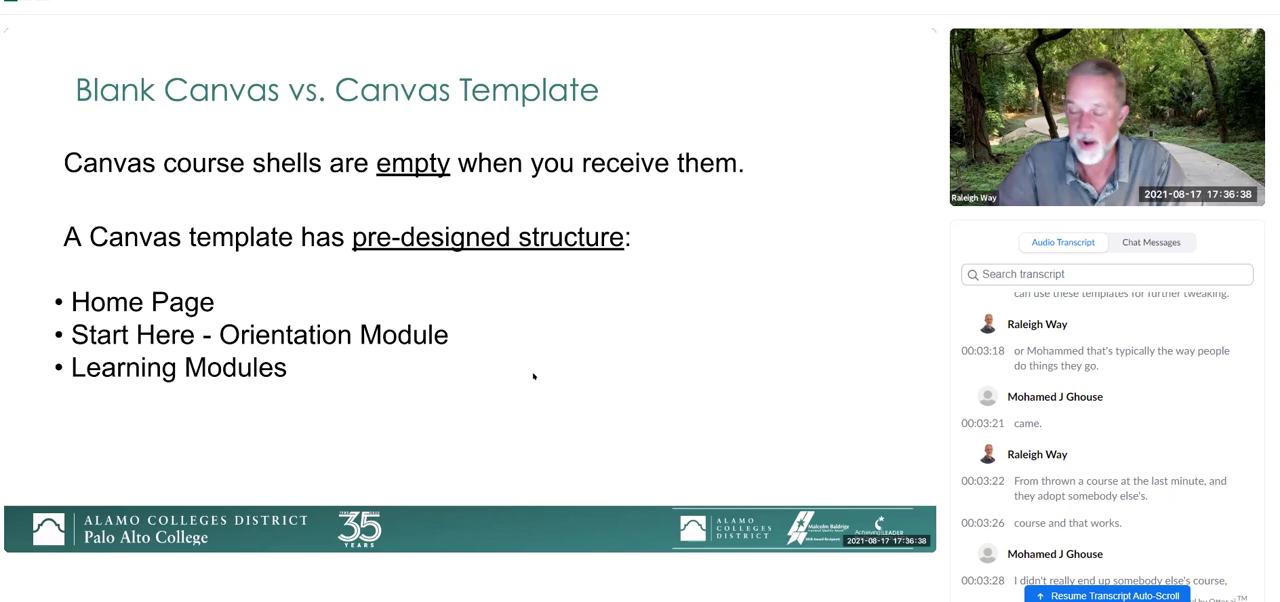 Blank Canvas vs. Canvas Template
Canvas course shells are empty when you receive them.
A Canvas template has pre-designed structure:
• Home Page
• Start Here - Orientation Module
• Learning Modules
ALAMO COLLEGES DISTRICT
Palo Alto College
35
YEARS
ALAMO
COLLEGES
DISTRICT
Malcolm Baldrige
2021-08-17 17:36:38
Raleigh Way
2021-08-17 17:36:38
Audio Transcript
Chat Messages
Search transcript
can use these templates for further tweaking.
Raleigh Way
00:03:18 or Mohammed that's typically the way people
do things they go.
Mohamed J Ghouse
00:03:21 came.
Raleigh Way
00:03:22 From thrown a course at the last minute, and
they adopt somebody else's.
00:03:26 course and that works.
Mohamed J Ghouse
00:03:28 I didn't really end up somebody else's course,
Resume Transcript Auto-Scroll